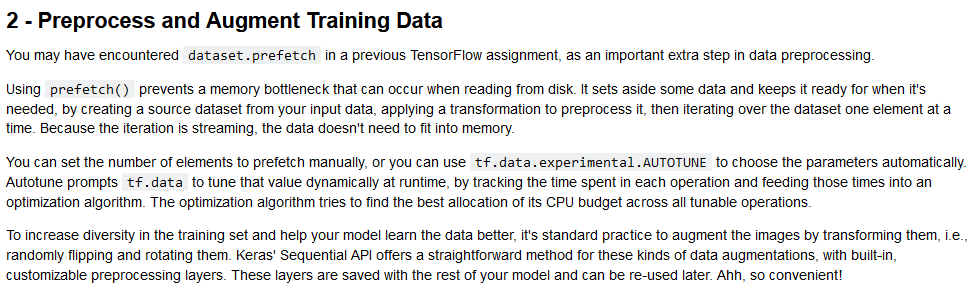 2 - Preprocess and Augment Training Data
You may have encountered dataset.prefetch in a previous TensorFlow assignment, as an important extra step in data preprocessing.
Using prefetch() prevents a memory bottleneck that can occur when reading from disk. It sets aside some data and keeps it ready for when it's
needed, by creating a source dataset from your input data, applying a transformation to preprocess it, then iterating over the dataset one element at a
time. Because the iteration is streaming, the data doesn't need to fit into memory.
You can set the number of elements to prefetch manually, or you can use tf.data.experimental.AUTOTUNE to choose the parameters automatically.
Autotune prompts tf.data to tune that value dynamically at runtime, by tracking the time spent in each operation and feeding those times into an
optimization algorithm. The optimization algorithm tries to find the best allocation of its CPU budget across all tunable operations.
To increase diversity in the training set and help your model learn the data better, it's standard practice to augment the images by transforming them, i.e.,
randomly flipping and rotating them. Keras' Sequential API offers a straightforward method for these kinds of data augmentations, with built-in,
customizable preprocessing layers. These layers are saved with the rest of your model and can be re-used later. Ahh, so convenient!